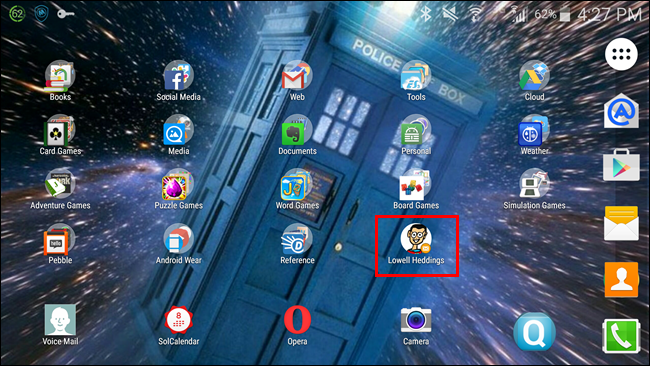 62
62% 4:27 PM
POLICE BOX
Books Social Media Web Tools Cloud
Card Games Media Documents Personal Weather
Adventure Games Puzzle Games Word Games Board Games Simulation Games
Pebble Android Wear Reference Lowell Heddings
8
Voice Mail SolCalendar Opera Camera
Q